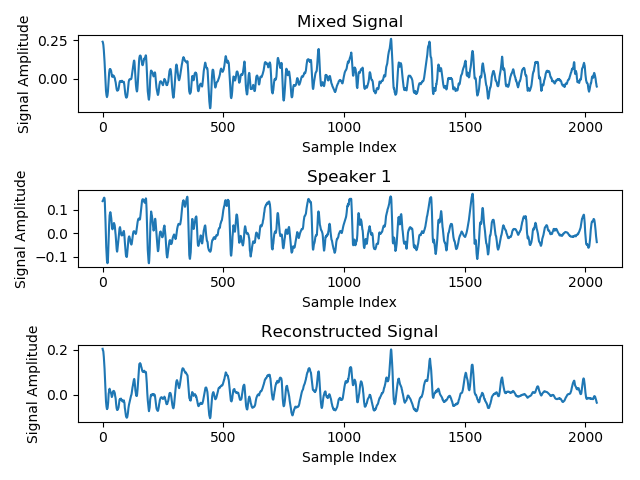 Mixed Signal
Signal Amplitude
0.25
0.00
0 500 1000 1500 2000
Sample Index
Speaker 1
Signal Amplitude
0.1
0.0
−0.1
0 500 1000 1500 2000
Sample Index
Reconstructed Signal
Signal Amplitude
0.2
0.0
0 500 1000 1500 2000
Sample Index